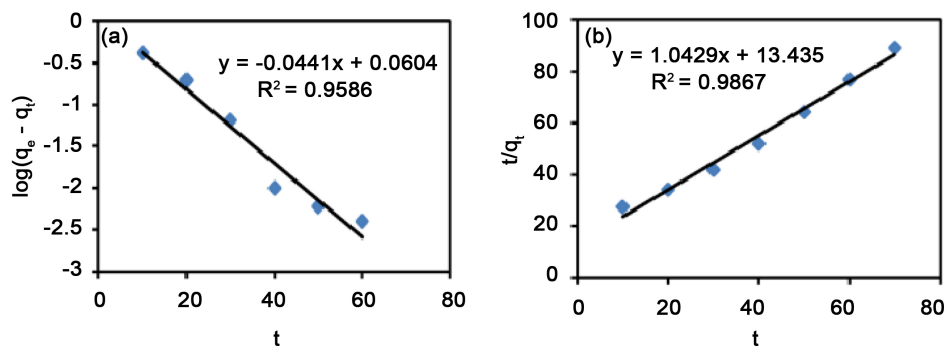 (a)
y = -0.0441x + 0.0604
R² = 0.9586
log(qₑ – qₜ)
0
-0.5
-1
-1.5
-2
-2.5
-3
0 20 40 60 80
t
(b)
y = 1.0429x + 13.435
R² = 0.9867
t/qₜ
100
80
60
40
20
0
0 20 40 60 80
t